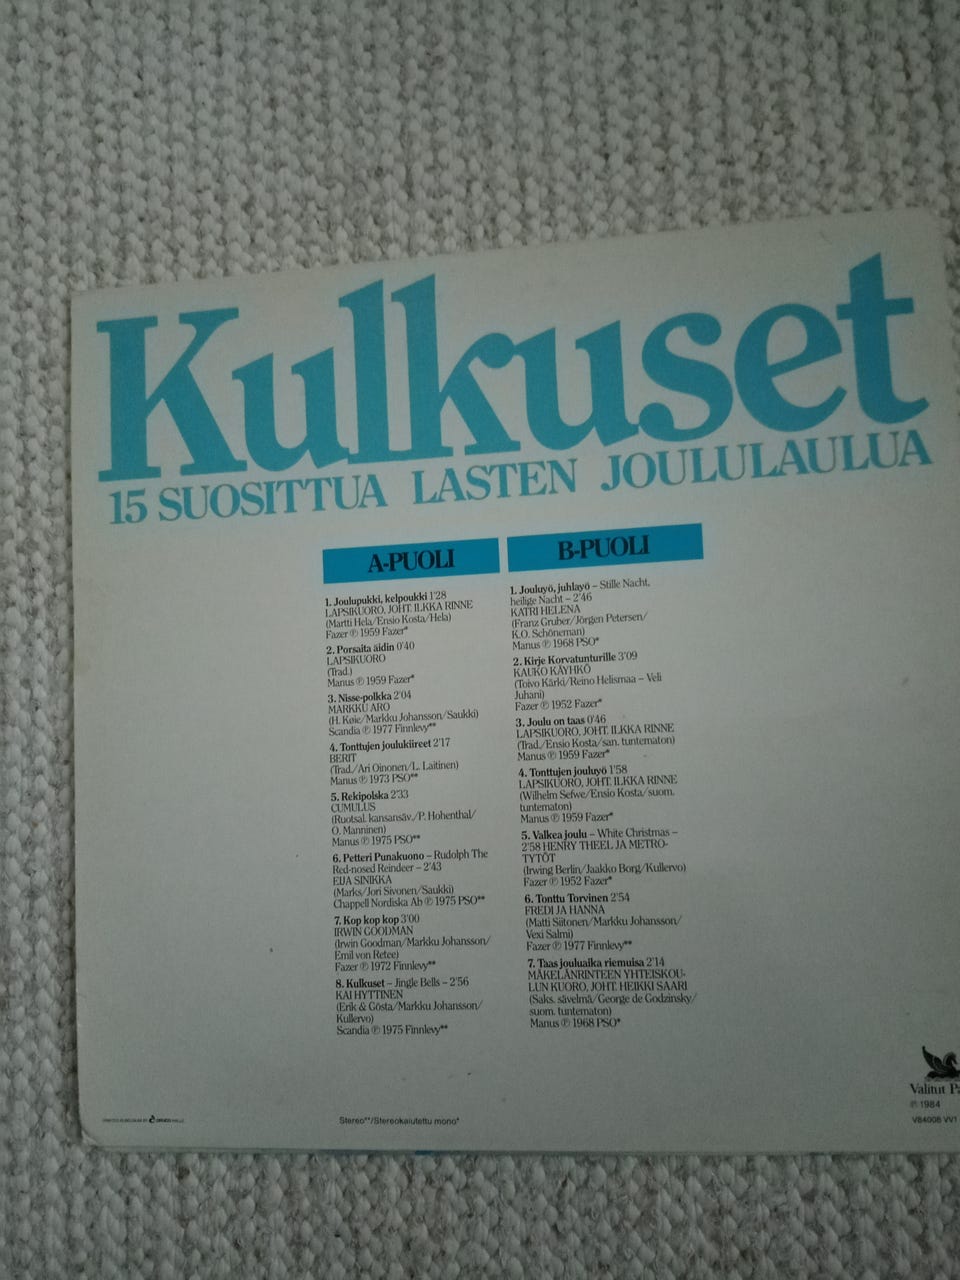 Kulkuset
15 SUOSITTUA LASTEN JOULULAULUA
A-PUOLI
1. Joulupukki, kelpoukki 1'28
LAPSIKUORO, JOHT. ILKKA RINNE
(Martti Hela/Ensio Kosta/Hela)
Fazer ℗ 1959 Fazer*
2. Porsaita äidin 0'40
LAPSIKUORO
(Trad.)
Manus ℗ 1959 Fazer*
3. Nisse-polkka 2'04
MARKKU ARO
(H. Køie/Markku Johansson/Saukki)
Scandia ℗ 1977 Finnlevy**
4. Tonttujen joulukiireet 2'17
BERIT
(Trad./Ari Oinonen/L. Laitinen)
Manus ℗ 1973 PSO**
5. Rekipolska 2'33
CUMULUS
(Ruotsal. kansansäv./P. Hohenthal/
O. Manninen)
Manus ℗ 1975 PSO**
6. Petteri Punakuono – Rudolph The
Red-nosed Reindeer – 2'43
EIJA SINIKKA
(Marks/Jori Sivonen/Saukki)
Chappell Nordiska Ab ℗ 1975 PSO**
7. Kop kop kop 3'00
IRWIN GOODMAN
(Irwin Goodman/Markku Johansson/
Emil von Retee)
Fazer ℗ 1972 Finnlevy**
8. Kulkuset – Jingle Bells – 2'56
KAI HYTTINEN
(Erik & Gösta/Markku Johansson/
Kullervo)
Scandia ℗ 1975 Finnlevy**
B-PUOLI
1. Jouluyö, juhlayö – Stille Nacht,
heilige Nacht – 2'46
KATRI HELENA
(Franz Gruber/Jörgen Petersen/
K.O. Schöneman)
Manus ℗ 1968 PSO*
2. Kirje Korvatunturille 3'09
KAUKO KÄYHKÖ
(Toivo Kärki/Reino Helismaa – Veli
Juhani)
Fazer ℗ 1952 Fazer*
3. Joulu on taas 0'46
LAPSIKUORO, JOHT. ILKKA RINNE
(Trad./Ensio Kosta/san. tuntematon)
Manus ℗ 1959 Fazer*
4. Tonttujen jouluyö 1'58
LAPSIKUORO, JOHT. ILKKA RINNE
(Wilhelm Sefwe/Ensio Kosta/suom.
tuntematon)
Manus ℗ 1959 Fazer*
5. Valkea joulu – White Christmas –
2'58 HENRY THEEL JA METRO-
TYTÖT
(Irwing Berlin/Jaakko Borg/Kullervo)
Fazer ℗ 1952 Fazer*
6. Tonttu Torvinen 2'54
FREDI JA HANNA
(Matti Siitonen/Markku Johansson/
Vexi Salmi)
Fazer ℗ 1977 Finnlevy**
7. Taas jouluaika riemuisa 2'14
MÄKELÄNRINTEEN YHTEISKOU-
LUN KUORO, JOHT. HEIKKI SAARI
(Saks. sävelmä/George de Godzinsky/
suom. tuntematon)
Manus ℗ 1968 PSO*
Stereo**/Stereokaiutettu mono*
Valitut
℗ 1984
V84008 VV1